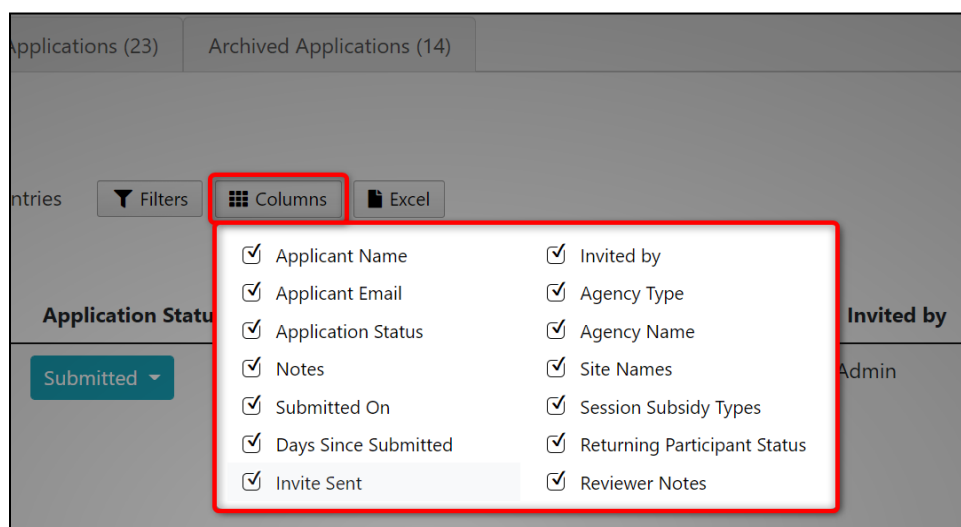 Applications (23) Archived Applications (14)
ntries Filters Columns Excel
Applicant Name Invited by
Applicant Email Agency Type
Application Statu Invited by
Application Status Agency Name
Notes Site Names
Submitted Admin
Submitted On Session Subsidy Types
Days Since Submitted Returning Participant Status
Invite Sent Reviewer Notes